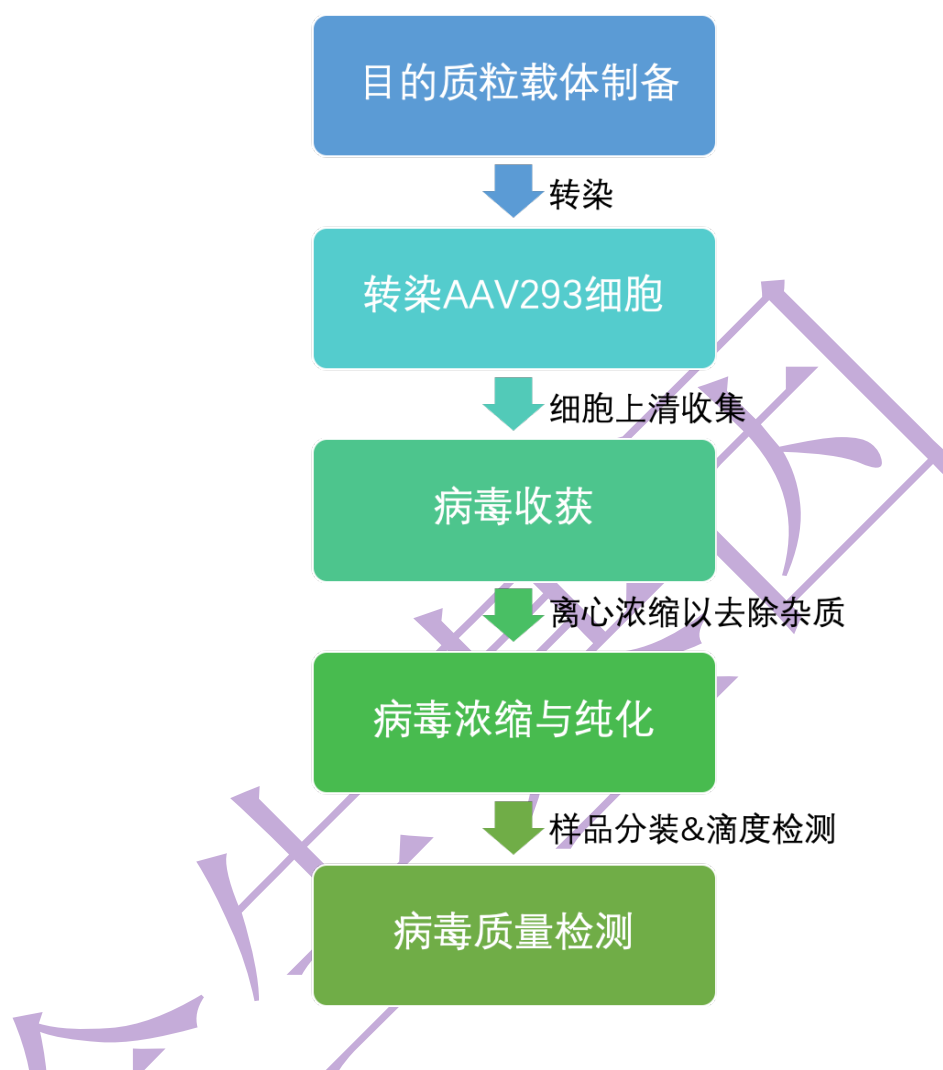 目的质粒载体制备
转染
转染AAV293细胞
细胞上清收集
病毒收获
离心浓缩以去除杂质
病毒浓缩与纯化
样品分装&滴度检测
病毒质量检测